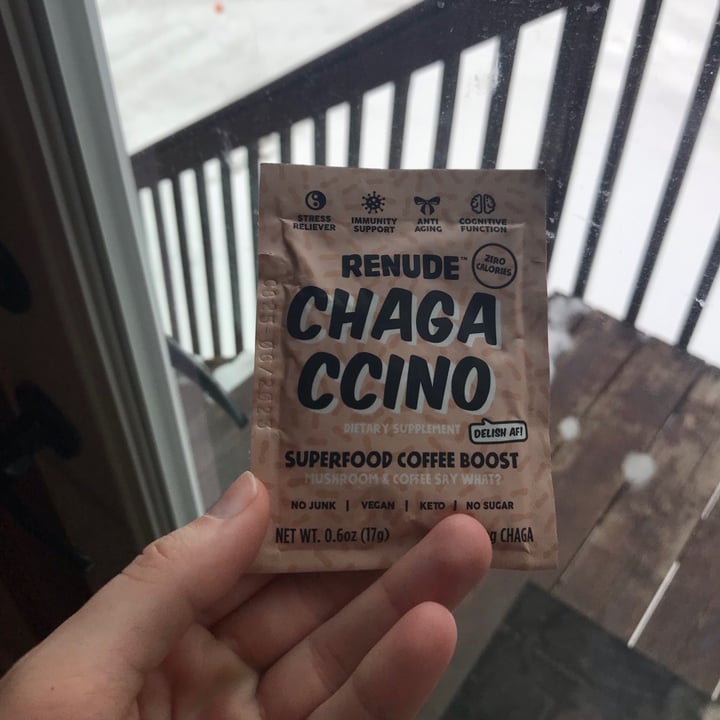 STRESS RELIEVER
IMMUNITY SUPPORT
ANTI AGING
COGNITIVE FUNCTION
RENUDE™
ZERO CALORIES
CHAGA
CCINO
DIETARY SUPPLEMENT
DELISH AF!
SUPERFOOD COFFEE BOOST
MUSHROOM & COFFEE SAY WHAT?
NO JUNK | VEGAN | KETO | NO SUGAR
NET WT. 0.6oz (17g)
g CHAGA